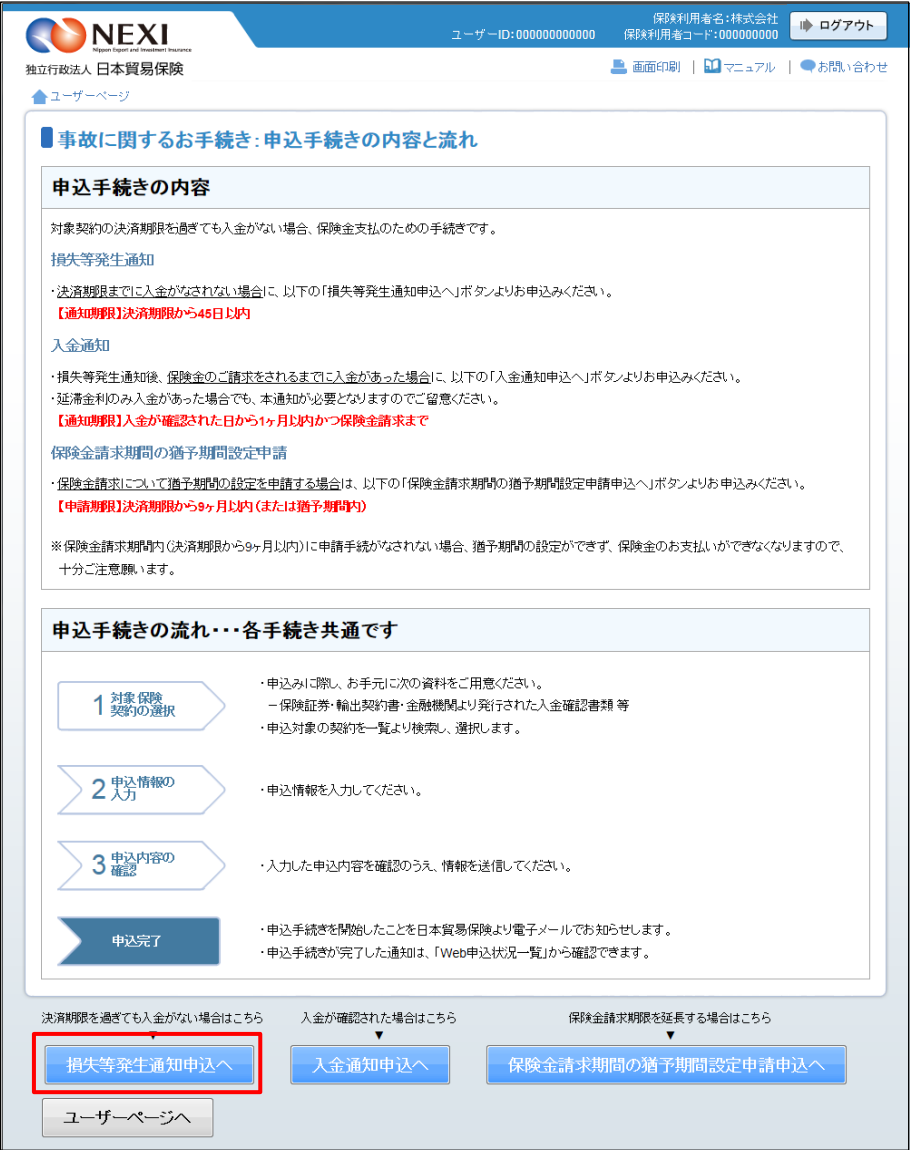 NEXI
Nippon Export and Investment Insurance
独立行政法人 日本貿易保険
ユーザーID:000000000000
保険利用者名:株式会社
保険利用者コード:000000000
ログアウト
画面印刷 | マニュアル | お問い合わせ
ユーザーページ
事故に関するお手続き:申込手続きの内容と流れ
申込手続きの内容
対象契約の決済期限を過ぎても入金がない場合、保険金支払のための手続きです。
損失等発生通知
・決済期限までに入金がなされない場合に、以下の「損失等発生通知申込へ」ボタンよりお申込みください。
【通知期限】決済期限から45日以内
入金通知
・損失等発生通知後、保険金のご請求をされるまでに入金があった場合に、以下の「入金通知申込へ」ボタンよりお申込みください。
・延滞金利のみ入金があった場合でも、本通知が必要となりますのでご留意ください。
【通知期限】入金が確認された日から1ヶ月以内かつ保険金請求まで
保険金請求期間の猶予期間設定申請
・保険金請求について猶予期間の設定を申請する場合は、以下の「保険金請求期間の猶予期間設定申請申込へ」ボタンよりお申込みください。
【申請期限】決済期限から9ヶ月以内(または猶予期間内)
※保険金請求期間内(決済期限から9ヶ月以内)に申請手続がなされない場合、猶予期間の設定ができず、保険金のお支払いができなくなりますので、
十分ご注意願います。
申込手続きの流れ・・・各手続き共通です
1 対象保険
契約の選択
・申込みに際し、お手元に次の資料をご用意ください。
－保険証券・輸出契約書・金融機関より発行された入金確認書類 等
・申込対象の契約を一覧より検索し、選択します。
2 申込情報の
入力
・申込情報を入力してください。
3 申込内容の
確認
・入力した申込内容を確認のうえ、情報を送信してください。
申込完了
・申込手続きを開始したことを日本貿易保険より電子メールでお知らせします。
・申込手続きが完了した通知は、「Web申込状況一覧」から確認できます。
決済期限を過ぎても入金がない場合はこちら
▼
損失等発生通知申込へ
入金が確認された場合はこちら
▼
入金通知申込へ
保険金請求期限を延長する場合はこちら
▼
保険金請求期間の猶予期間設定申請申込へ
ユーザーページへ